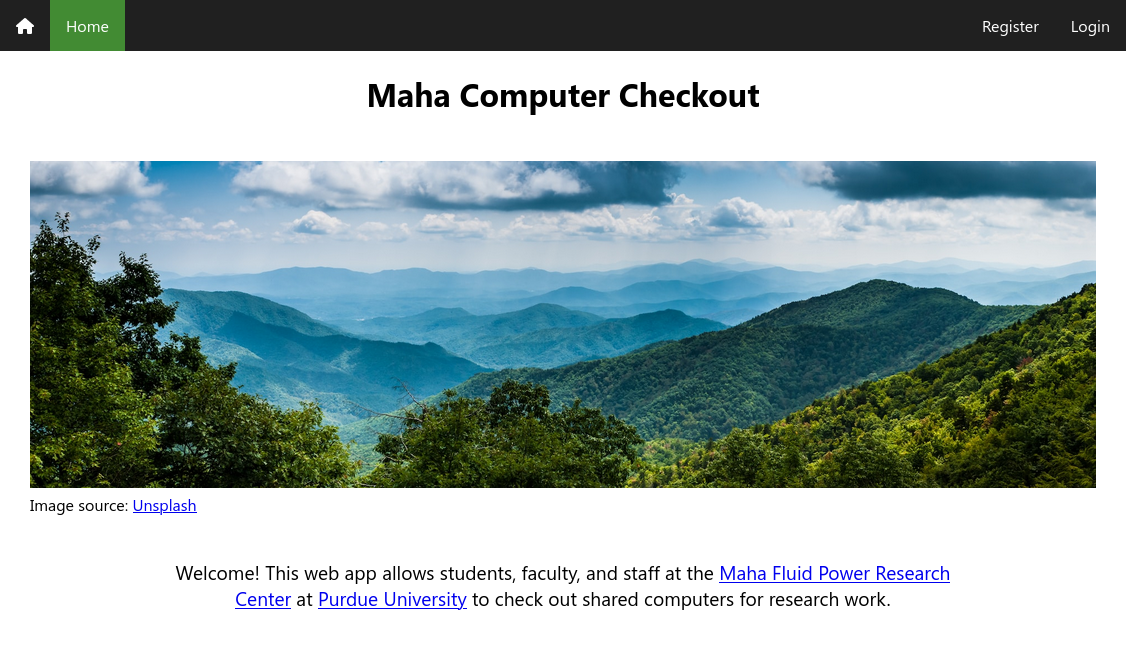 Home
Register
Login
Maha Computer Checkout
Image source: Unsplash
Welcome! This web app allows students, faculty, and staff at the Maha Fluid Power Research
Center at Purdue University to check out shared computers for research work.